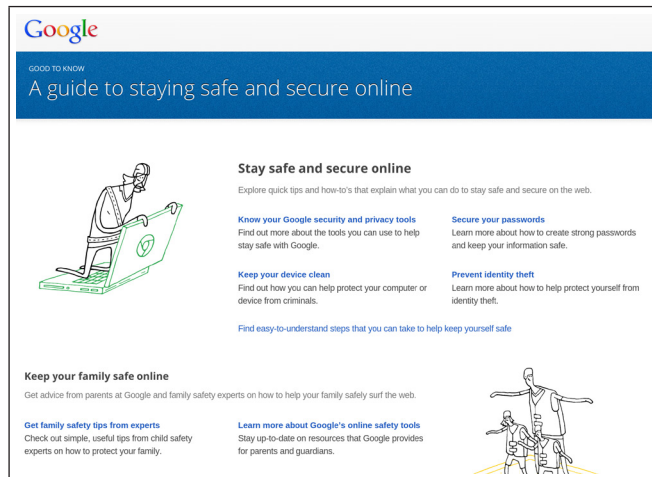 Google
GOOD TO KNOW
A guide to staying safe and secure online
Stay safe and secure online
Explore quick tips and how-to's that explain what you can do to stay safe and secure on the web.
Know your Google security and privacy tools
Find out more about the tools you can use to help
stay safe with Google.
Secure your passwords
Learn more about how to create strong passwords
and keep your information safe.
Keep your device clean
Find out how you can help protect your computer or
device from criminals.
Prevent identity theft
Learn more about how to help protect yourself from
identity theft.
Find easy-to-understand steps that you can take to help keep yourself safe
Keep your family safe online
Get advice from parents at Google and family safety experts on how to help your family safely surf the web.
Get family safety tips from experts
Check out simple, useful tips from child safety
experts on how to protect your family.
Learn more about Google's online safety tools
Stay up-to-date on resources that Google provides
for parents and guardians.